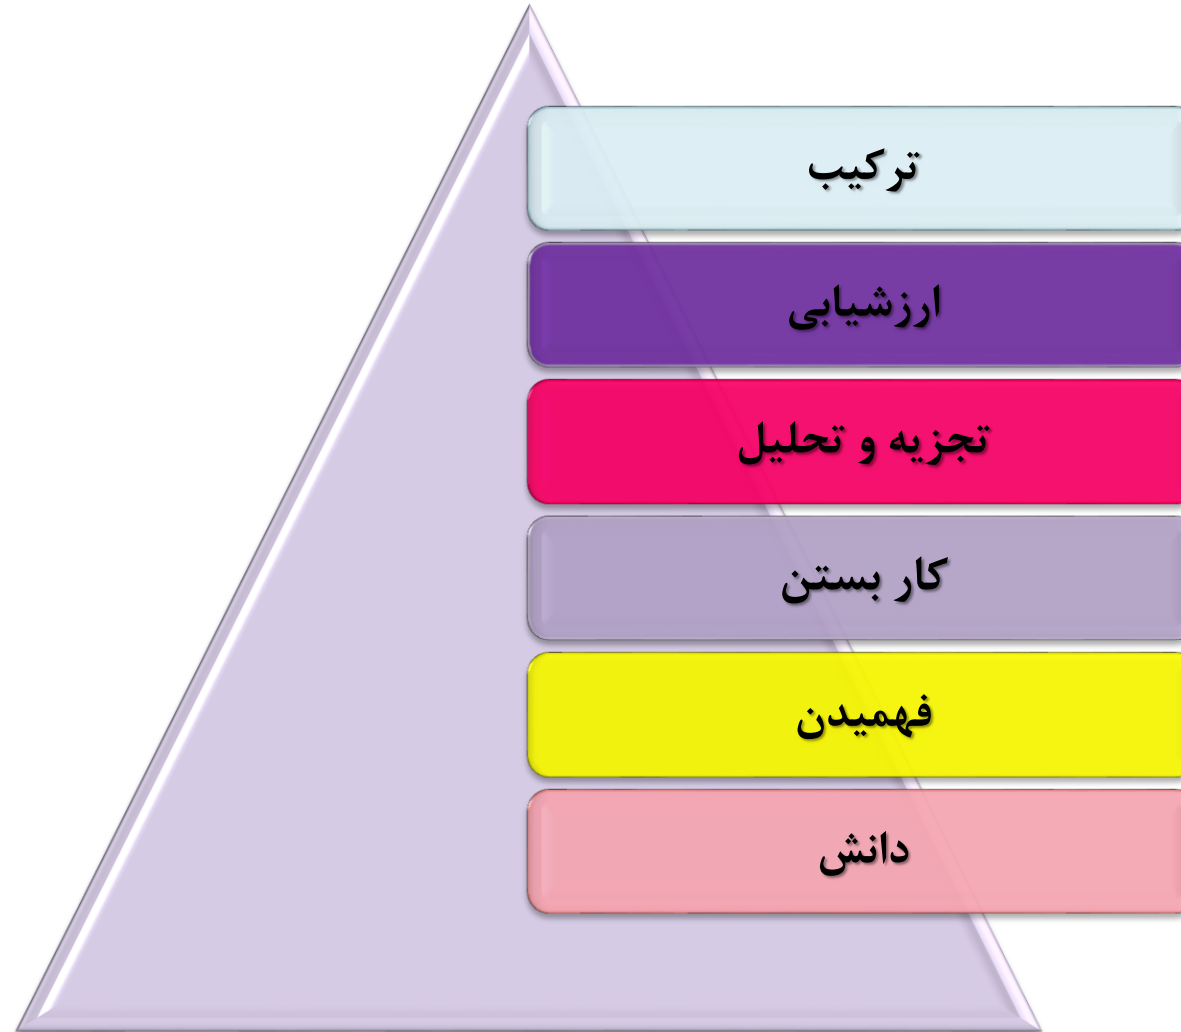 ترکیب
ارزشیابی
تجزیه و تحلیل
کار بستن
فهمیدن
دانش